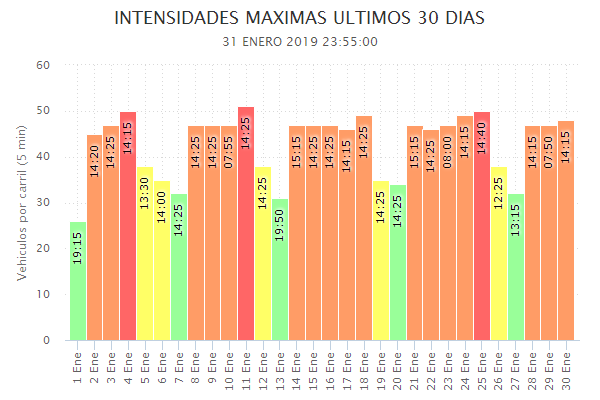 INTENSIDADES MAXIMAS ULTIMOS 30 DIAS
31 ENERO 2019 23:55:00
Vehiculos por carril (5 min)
60
50
40
30
20
10
0
19:15
14:20
14:25
14:15
13:30
14:00
14:25
14:25
14:25
07:55
14:25
14:25
19:50
15:15
14:25
14:25
14:15
14:25
14:25
14:25
15:15
14:25
08:00
14:15
14:40
12:25
13:15
14:15
07:50
14:15
1 Ene
2 Ene
3 Ene
4 Ene
5 Ene
6 Ene
7 Ene
8 Ene
9 Ene
10 Ene
11 Ene
12 Ene
13 Ene
14 Ene
15 Ene
16 Ene
17 Ene
18 Ene
19 Ene
20 Ene
21 Ene
22 Ene
23 Ene
24 Ene
25 Ene
26 Ene
27 Ene
28 Ene
29 Ene
30 Ene